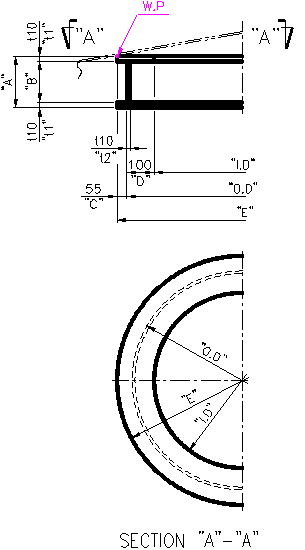 W.P
"A" "A"
t10
"t1"
"A"
"B"
t10
"t1"
t10
"t2"
100
"D"
"I.D"
55
"C"
"O.D"
"E"
"O.D"
"E"
"I.D"
SECTION "A"-"A"